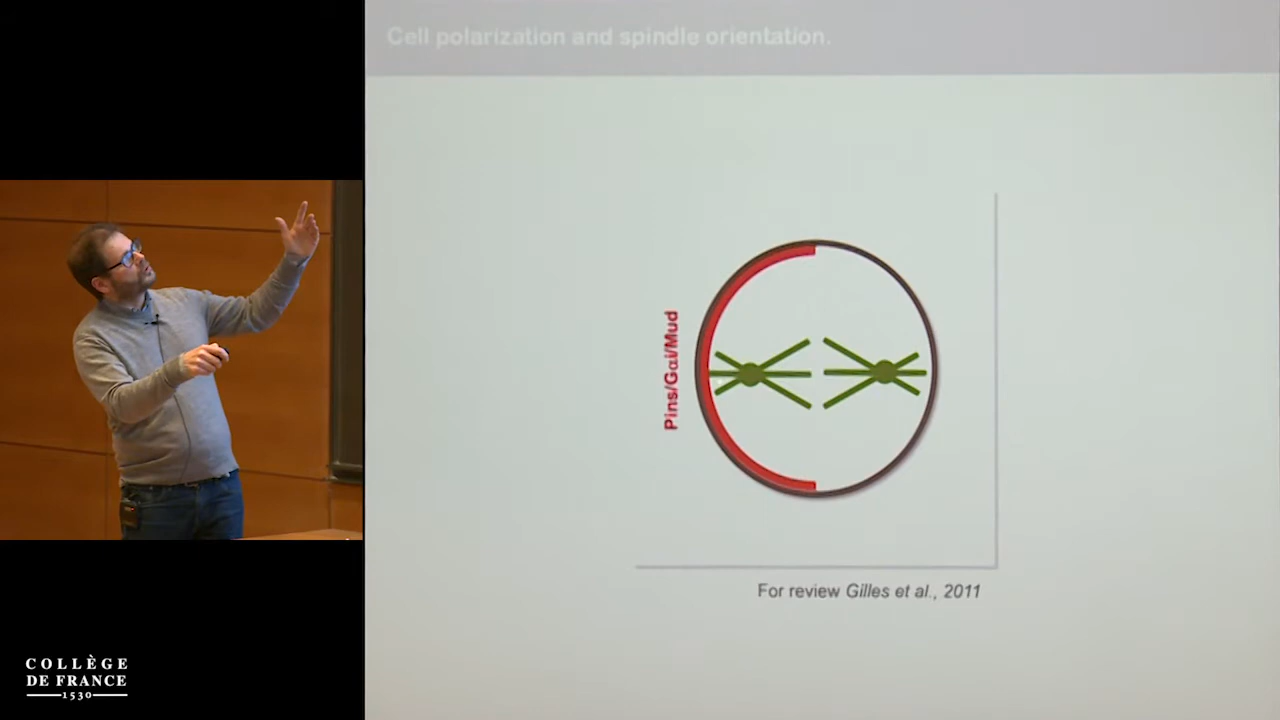 Cell polarization and spindle orientation.
Pins/Gαi/Mud
For review Gilles et al., 2011
COLLÈGE
DE FRANCE
1530